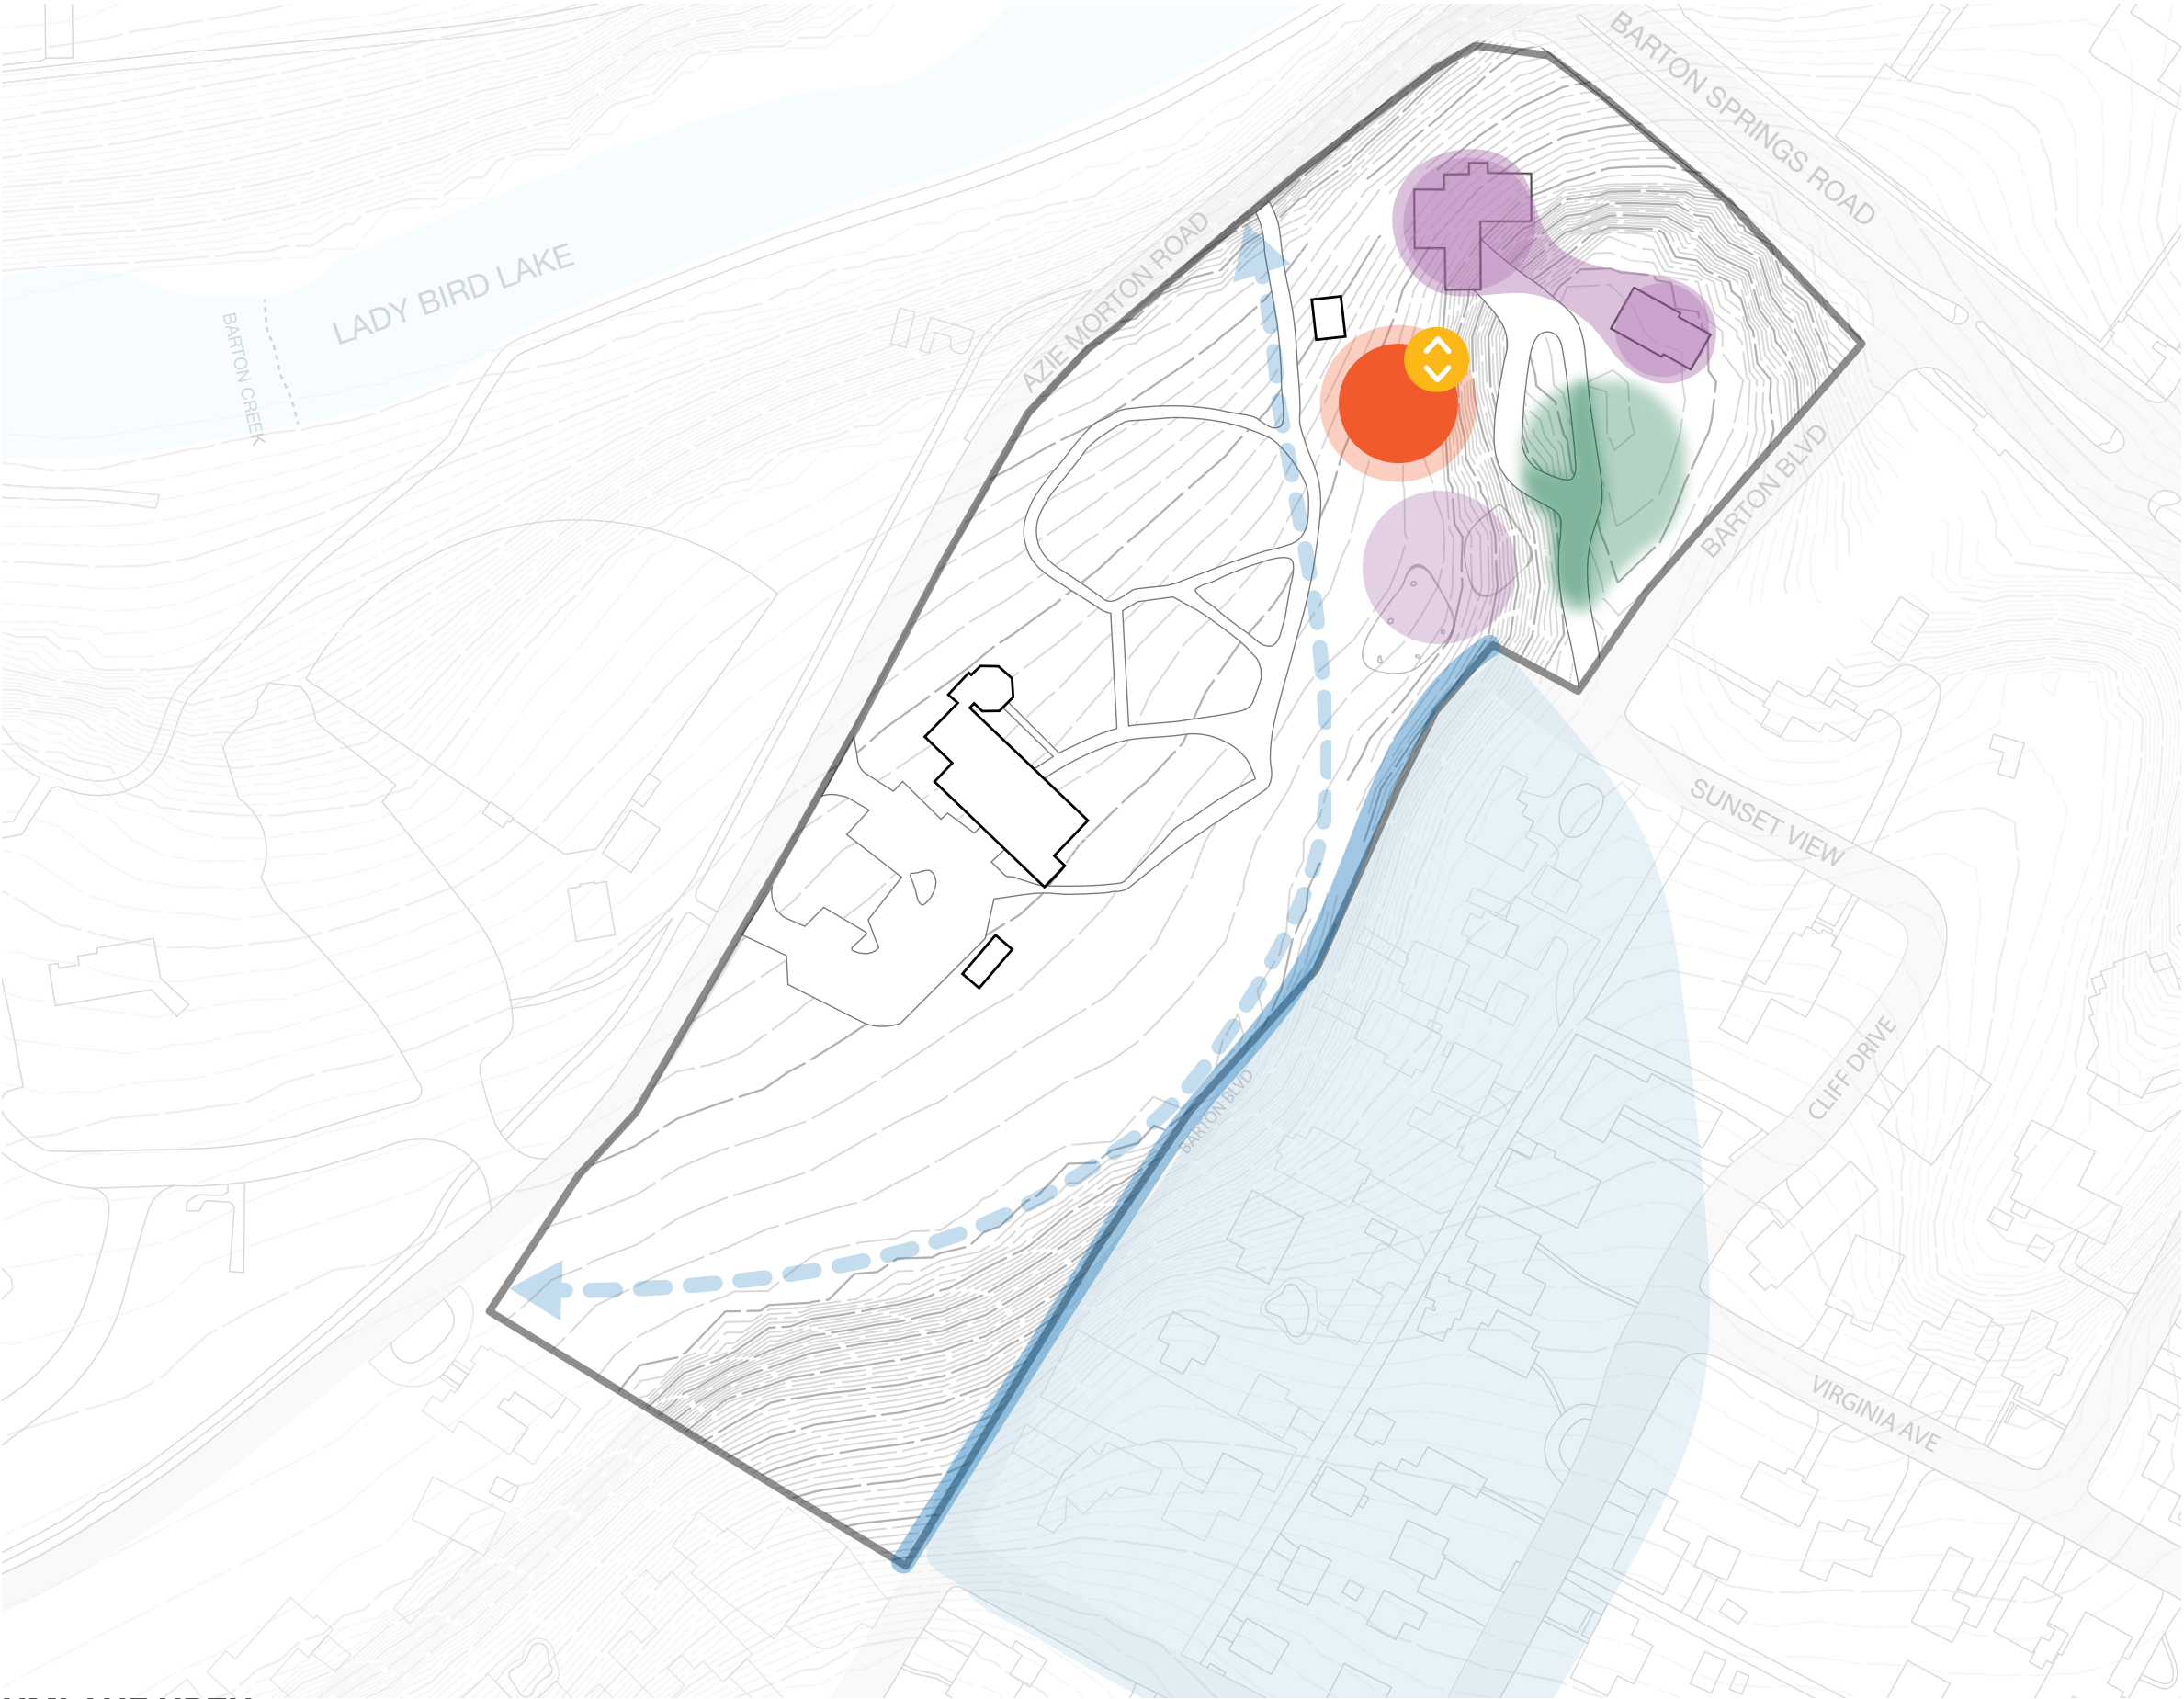 BARTON SPRINGS ROAD
LADY BIRD LAKE
AZIE MORTON ROAD
BARTON CREEK
BARTON BLVD
SUNSET VIEW
CLIFF DRIVE
BARTON BLVD
VIRGINIA AVE